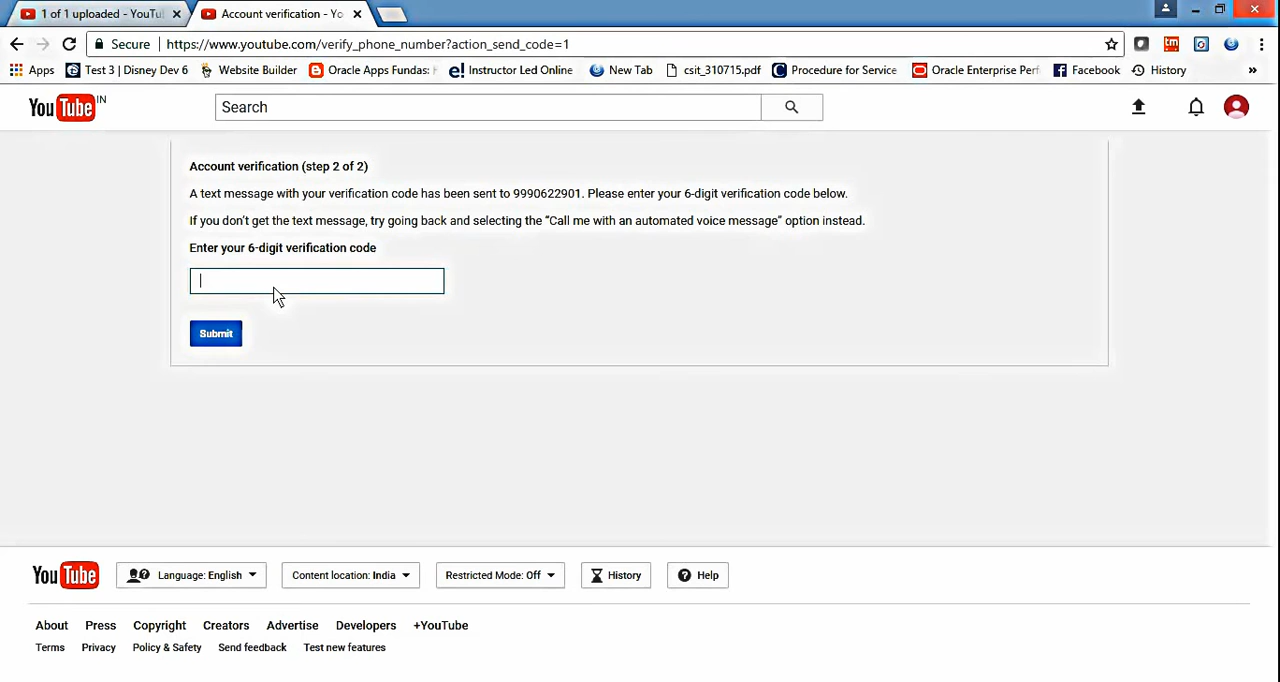 1 of 1 uploaded - YouTu
Account verification - Yo
Secure https://www.youtube.com/verify_phone_number?action_send_code=1
Apps Test 3 | Disney Dev 6 Website Builder Oracle Apps Fundas: Instructor Led Online New Tab csit_310715.pdf Procedure for Service Oracle Enterprise Perf Facebook History »
YouTube IN Search
Account verification (step 2 of 2)
A text message with your verification code has been sent to 9990622901. Please enter your 6-digit verification code below.
If you don't get the text message, try going back and selecting the "Call me with an automated voice message" option instead.
Enter your 6-digit verification code
Submit
YouTube Language: English Content location: India Restricted Mode: Off History Help
About Press Copyright Creators Advertise Developers +YouTube
Terms Privacy Policy & Safety Send feedback Test new features